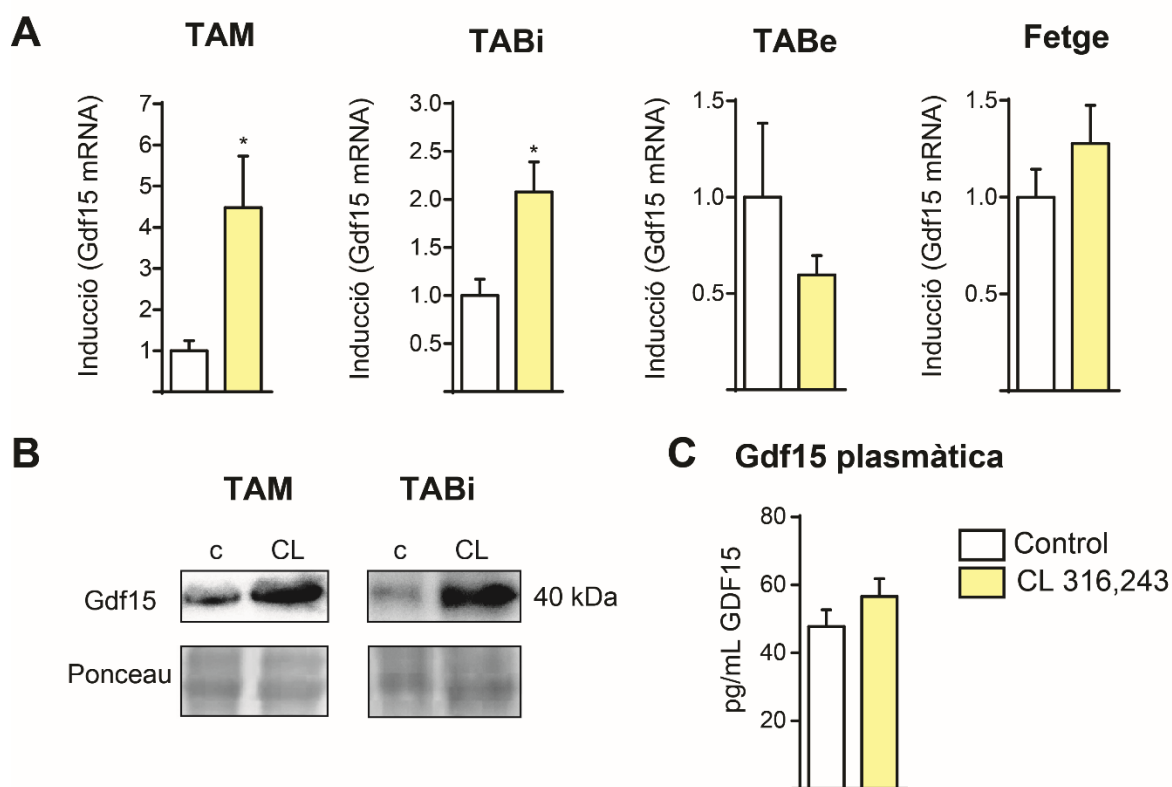 A
TAM
TABi
TABe
Fetge
Inducció (Gdf15 mRNA)
7
6
5
4
3
2
1
*
Inducció (Gdf15 mRNA)
3.0
2.5
2.0
1.5
1.0
0.5
*
Inducció (Gdf15 mRNA)
1.5
1.0
0.5
Inducció (Gdf15 mRNA)
1.5
1.0
0.5
B
TAM
TABi
c CL
c CL
Gdf15
40 kDa
Ponceau
C Gdf15 plasmàtica
pg/mL GDF15
80
60
40
20
Control
CL 316,243